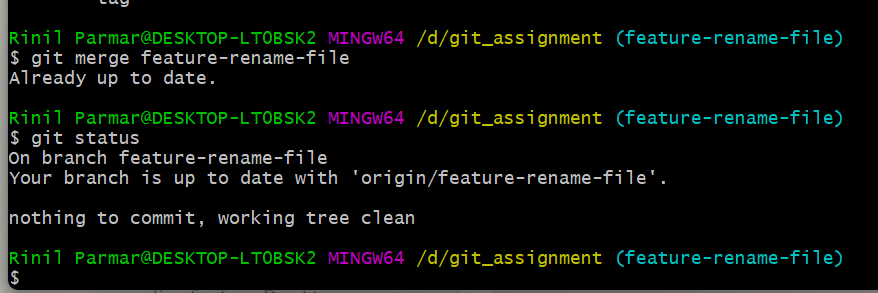 tag
Rinil Parmar@DESKTOP-LTOBSK2 MINGW64 /d/git_assignment (feature-rename-file)
$ git merge feature-rename-file
Already up to date.
Rinil Parmar@DESKTOP-LTOBSK2 MINGW64 /d/git_assignment (feature-rename-file)
$ git status
On branch feature-rename-file
Your branch is up to date with 'origin/feature-rename-file'.
nothing to commit, working tree clean
Rinil Parmar@DESKTOP-LTOBSK2 MINGW64 /d/git_assignment (feature-rename-file)
$